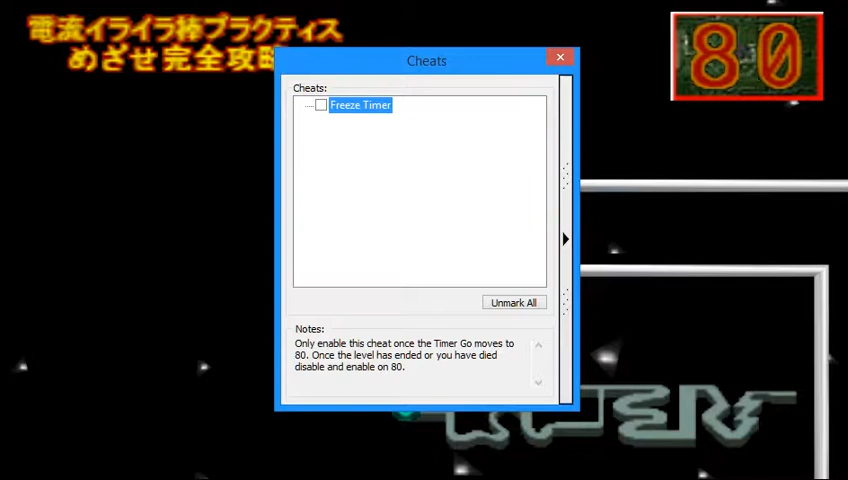 電流イライラ棒プラクティス
めざせ完全攻略
80
Cheats
Cheats:
Freeze Timer
Unmark All
Notes:
Only enable this cheat once the Timer Go moves to
80. Once the level has ended or you have died
disable and enable on 80.